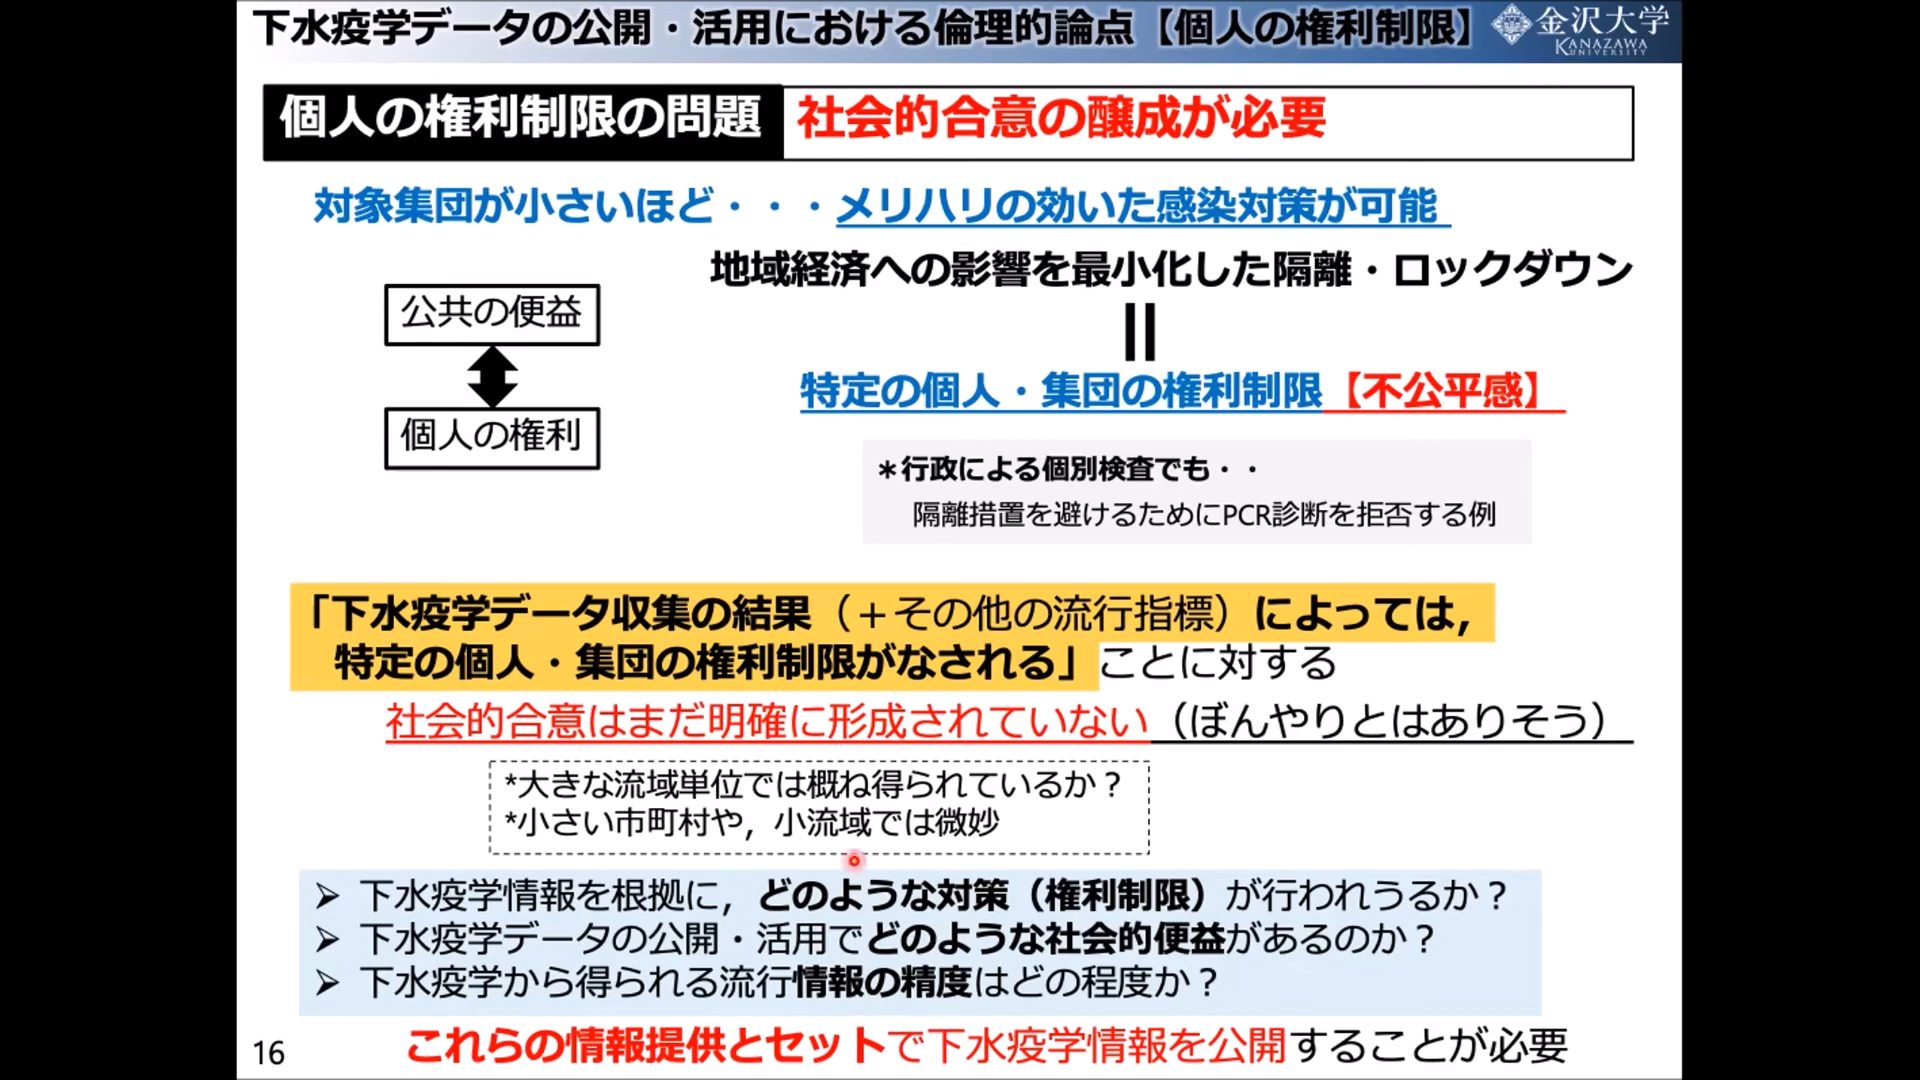 下水疫学データの公開・活用における倫理的論点【個人の権利制限】
金沢大学
KANAZAWA
UNIVERSITY
個人の権利制限の問題
社会的合意の醸成が必要
対象集団が小さいほど・・・メリハリの効いた感染対策が可能
地域経済への影響を最小化した隔離・ロックダウン
公共の便益
個人の権利
特定の個人・集団の権利制限【不公平感】
＊行政による個別検査でも・・
隔離措置を避けるためにPCR診断を拒否する例
「下水疫学データ収集の結果（＋その他の流行指標）によっては，
特定の個人・集団の権利制限がなされる」ことに対する
社会的合意はまだ明確に形成されていない（ぼんやりとはありそう）
*大きな流域単位では概ね得られているか？
*小さい市町村や，小流域では微妙
➢ 下水疫学情報を根拠に，どのような対策（権利制限）が行われうるか？
➢ 下水疫学データの公開・活用でどのような社会的便益があるのか？
➢ 下水疫学から得られる流行情報の精度はどの程度か？
これらの情報提供とセットで下水疫学情報を公開することが必要
16